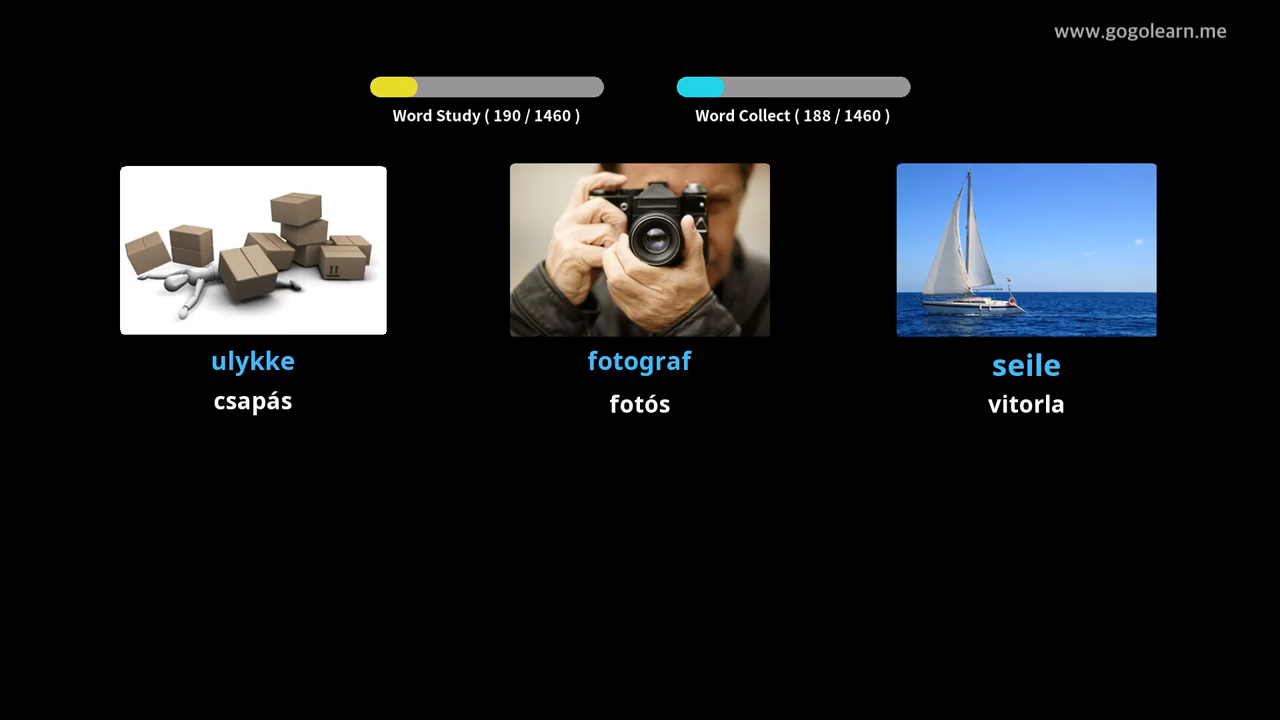 www.gogolearn.me
Word Study ( 190 / 1460 )
Word Collect ( 188 / 1460 )
ulykke
fotograf
seile
csapás
fotós
vitorla